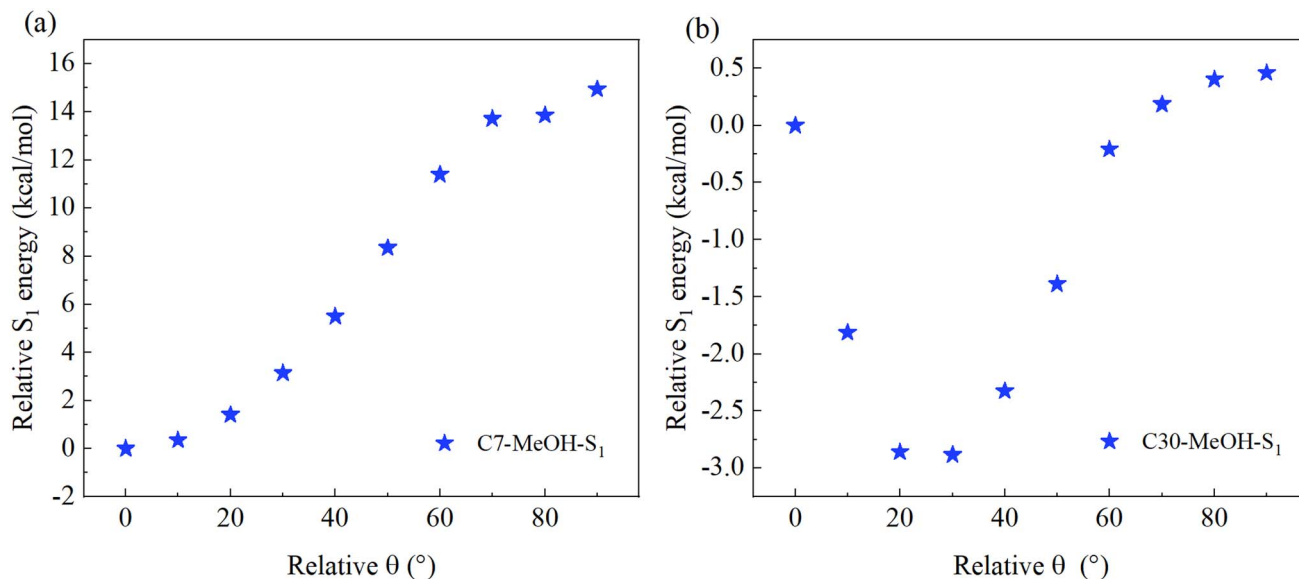 (a)
Relative S₁ energy (kcal/mol)
16
14
12
10
8
6
4
2
0
-2
0 20 40 60 80
Relative θ (°)
C7-MeOH-S₁
(b)
Relative S₁ energy (kcal/mol)
0.5
0.0
-0.5
-1.0
-1.5
-2.0
-2.5
-3.0
0 20 40 60 80
Relative θ (°)
C30-MeOH-S₁